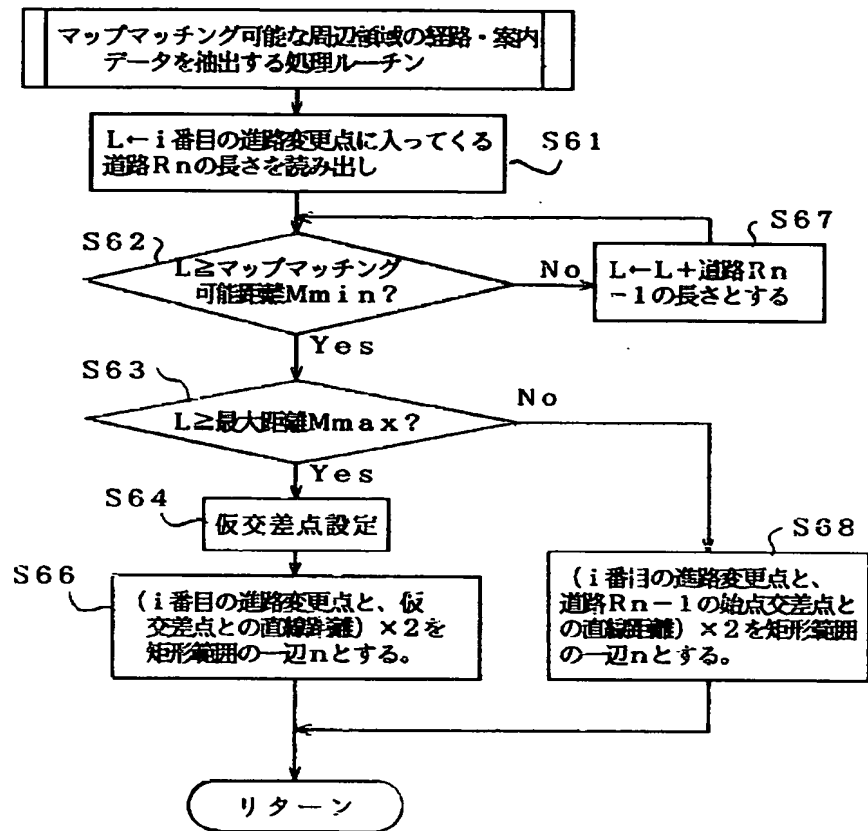 マップマッチング可能な周辺領域の経路・案内
データを抽出する処理ルーチン
L←i番目の進路変更点に入ってくる
道路Rnの長さを読み出し
S61
S62
L≧マップマッチング
可能距離Mmin?
No
S67
L←L+道路Rn
-1の長さとする
Yes
S63
L≧最大距離Mmax?
No
Yes
S64
仮交差点設定
S66
(i番目の進路変更点と、仮
交差点との直線距離)×2を
矩形範囲の一辺nとする。
S68
(i番目の進路変更点と、
道路Rn-1の始点交差点と
の直線距離)×2を矩形範囲
の一辺nとする。
リターン